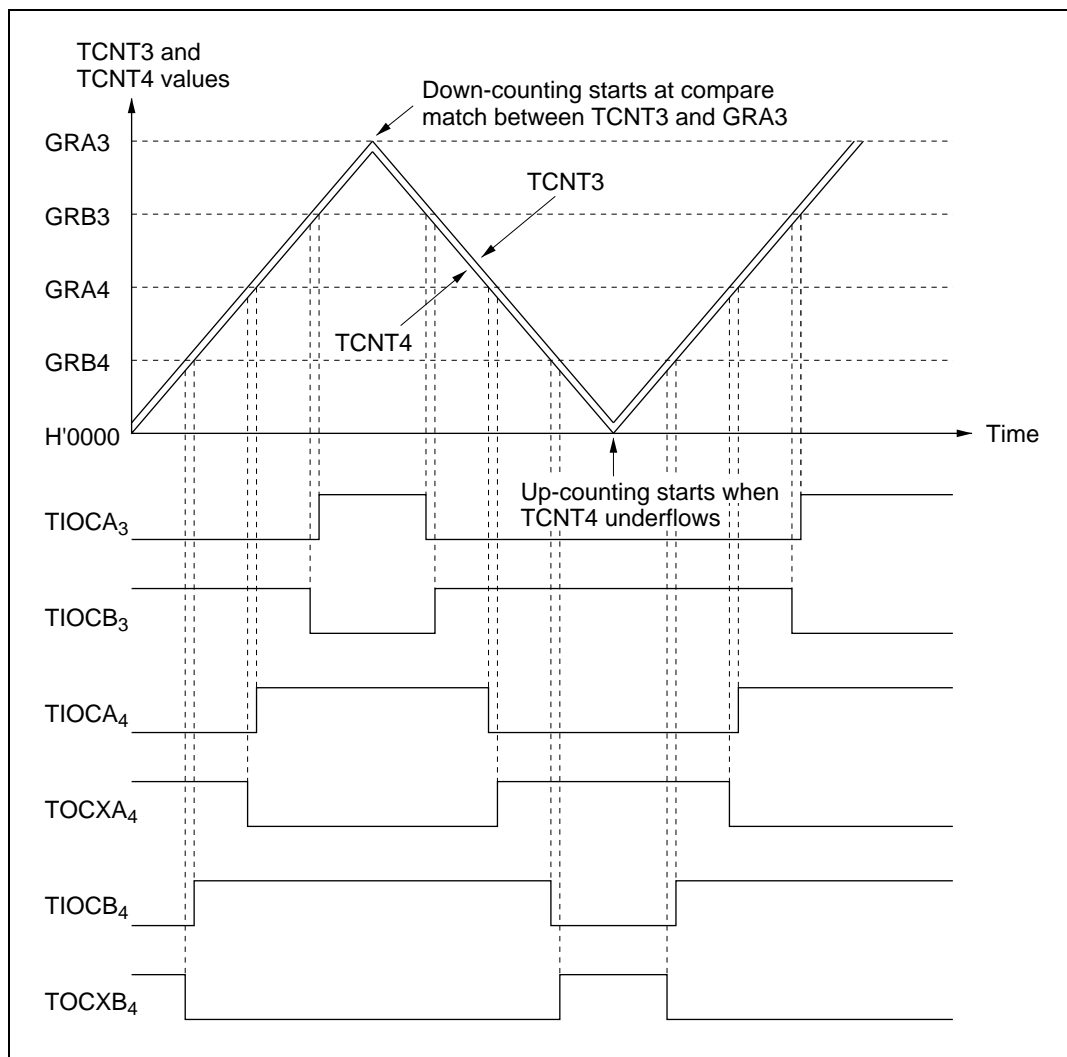 TCNT3 and
TCNT4 values
Down-counting starts at compare
match between TCNT3 and GRA3
GRA3
TCNT3
GRB3
GRA4
TCNT4
GRB4
H'0000
Time
Up-counting starts when
TCNT4 underflows
TIOCA3
TIOCB3
TIOCA4
TOCXA4
TIOCB4
TOCXB4